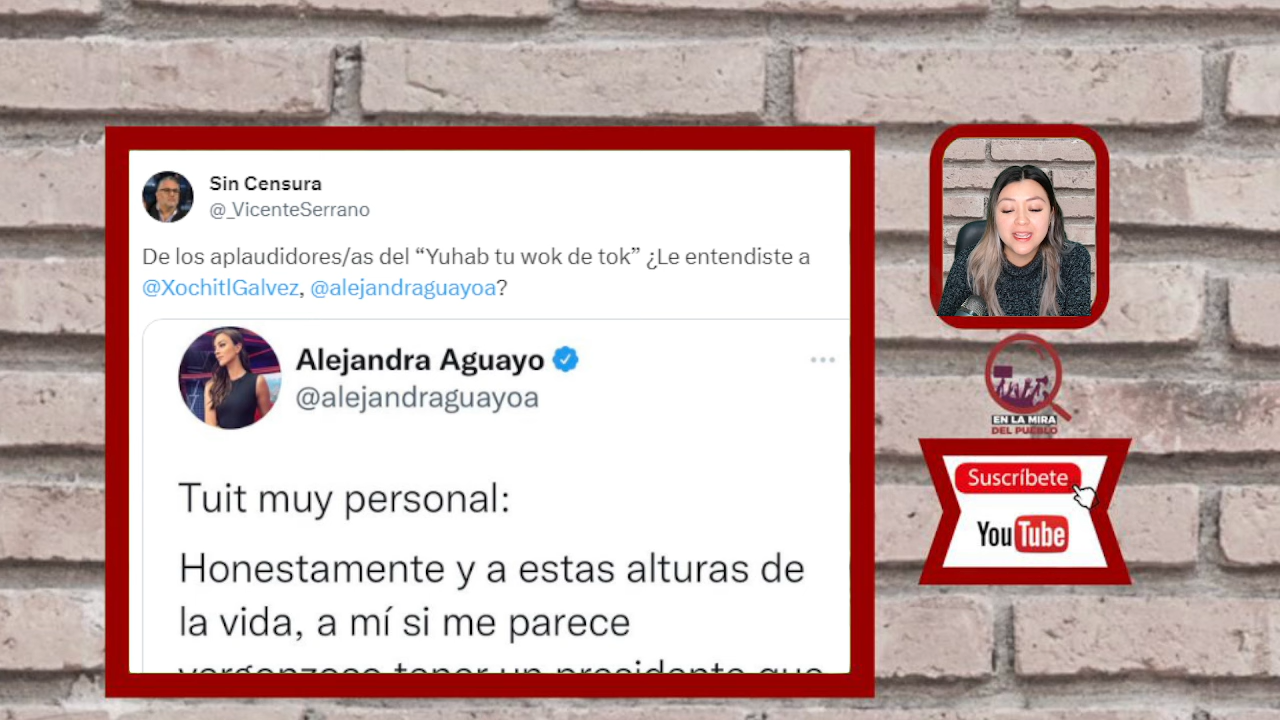 Sin Censura
@_VicenteSerrano
De los aplaudidores/as del “Yuhab tu wok de tok” ¿Le entendiste a
@XochitlGalvez, @alejandraguayoa?
Alejandra Aguayo
@alejandraguayoa
Tuit muy personal:
Honestamente y a estas alturas de
la vida, a mí si me parece
vergonzoso tener un presidente que
EN LA MIRA
DEL PUEBLO
Suscríbete
YouTube